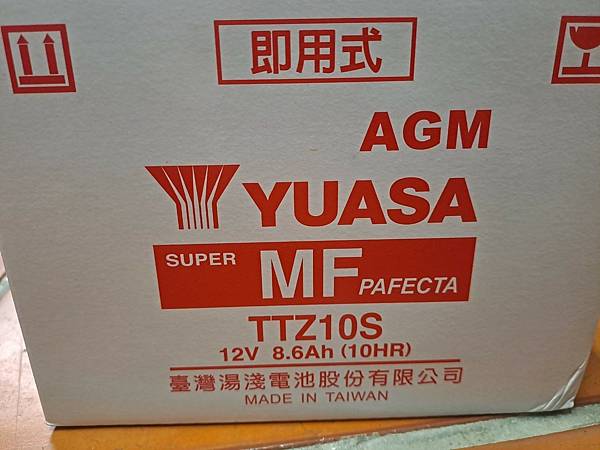 即用式
AGM
YUASA
SUPER MF PAFECTA
TTZ10S
12V 8.6Ah (10HR)
臺灣湯淺電池股份有限公司
MADE IN TAIWAN